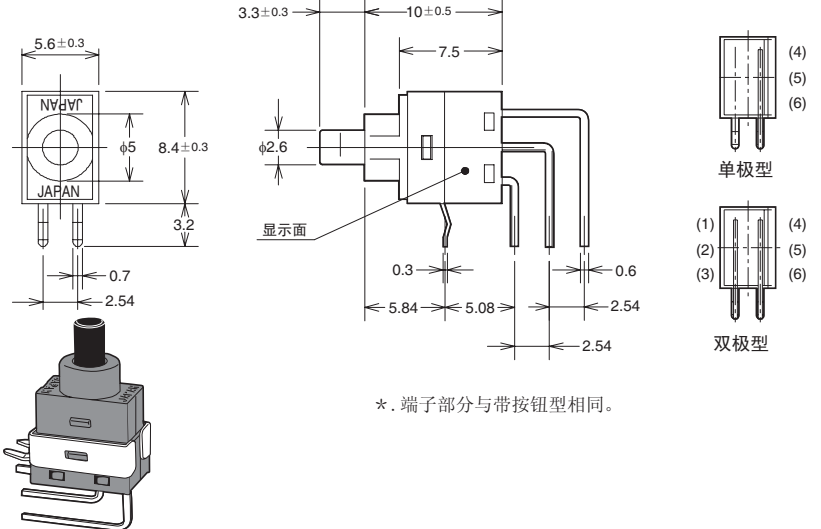 3.3±0.3
10±0.5
7.5
5.6±0.3
JAPAN
φ5
8.4±0.3
JAPAN
3.2
0.7
2.54
φ2.6
显示面
0.3
0.6
5.84
5.08
2.54
2.54
(4)
(5)
(6)
单极型
(1)
(4)
(2)
(5)
(3)
(6)
双极型
*.端子部分与带按钮型相同。